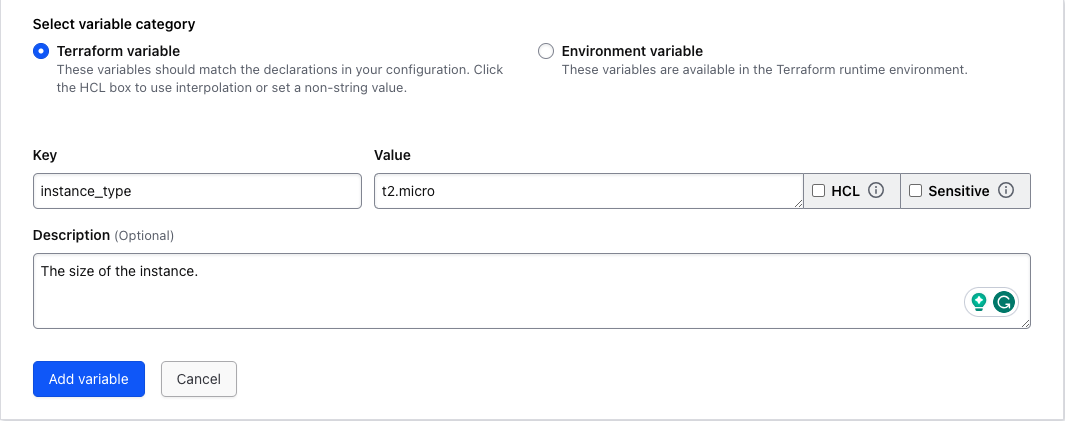 Select variable category
Terraform variable
These variables should match the declarations in your configuration. Click
the HCL box to use interpolation or set a non-string value.
Environment variable
These variables are available in the Terraform runtime environment.
Key
Value
instance_type
t2.micro
HCL
Sensitive
Description (Optional)
The size of the instance.
Add variable
Cancel